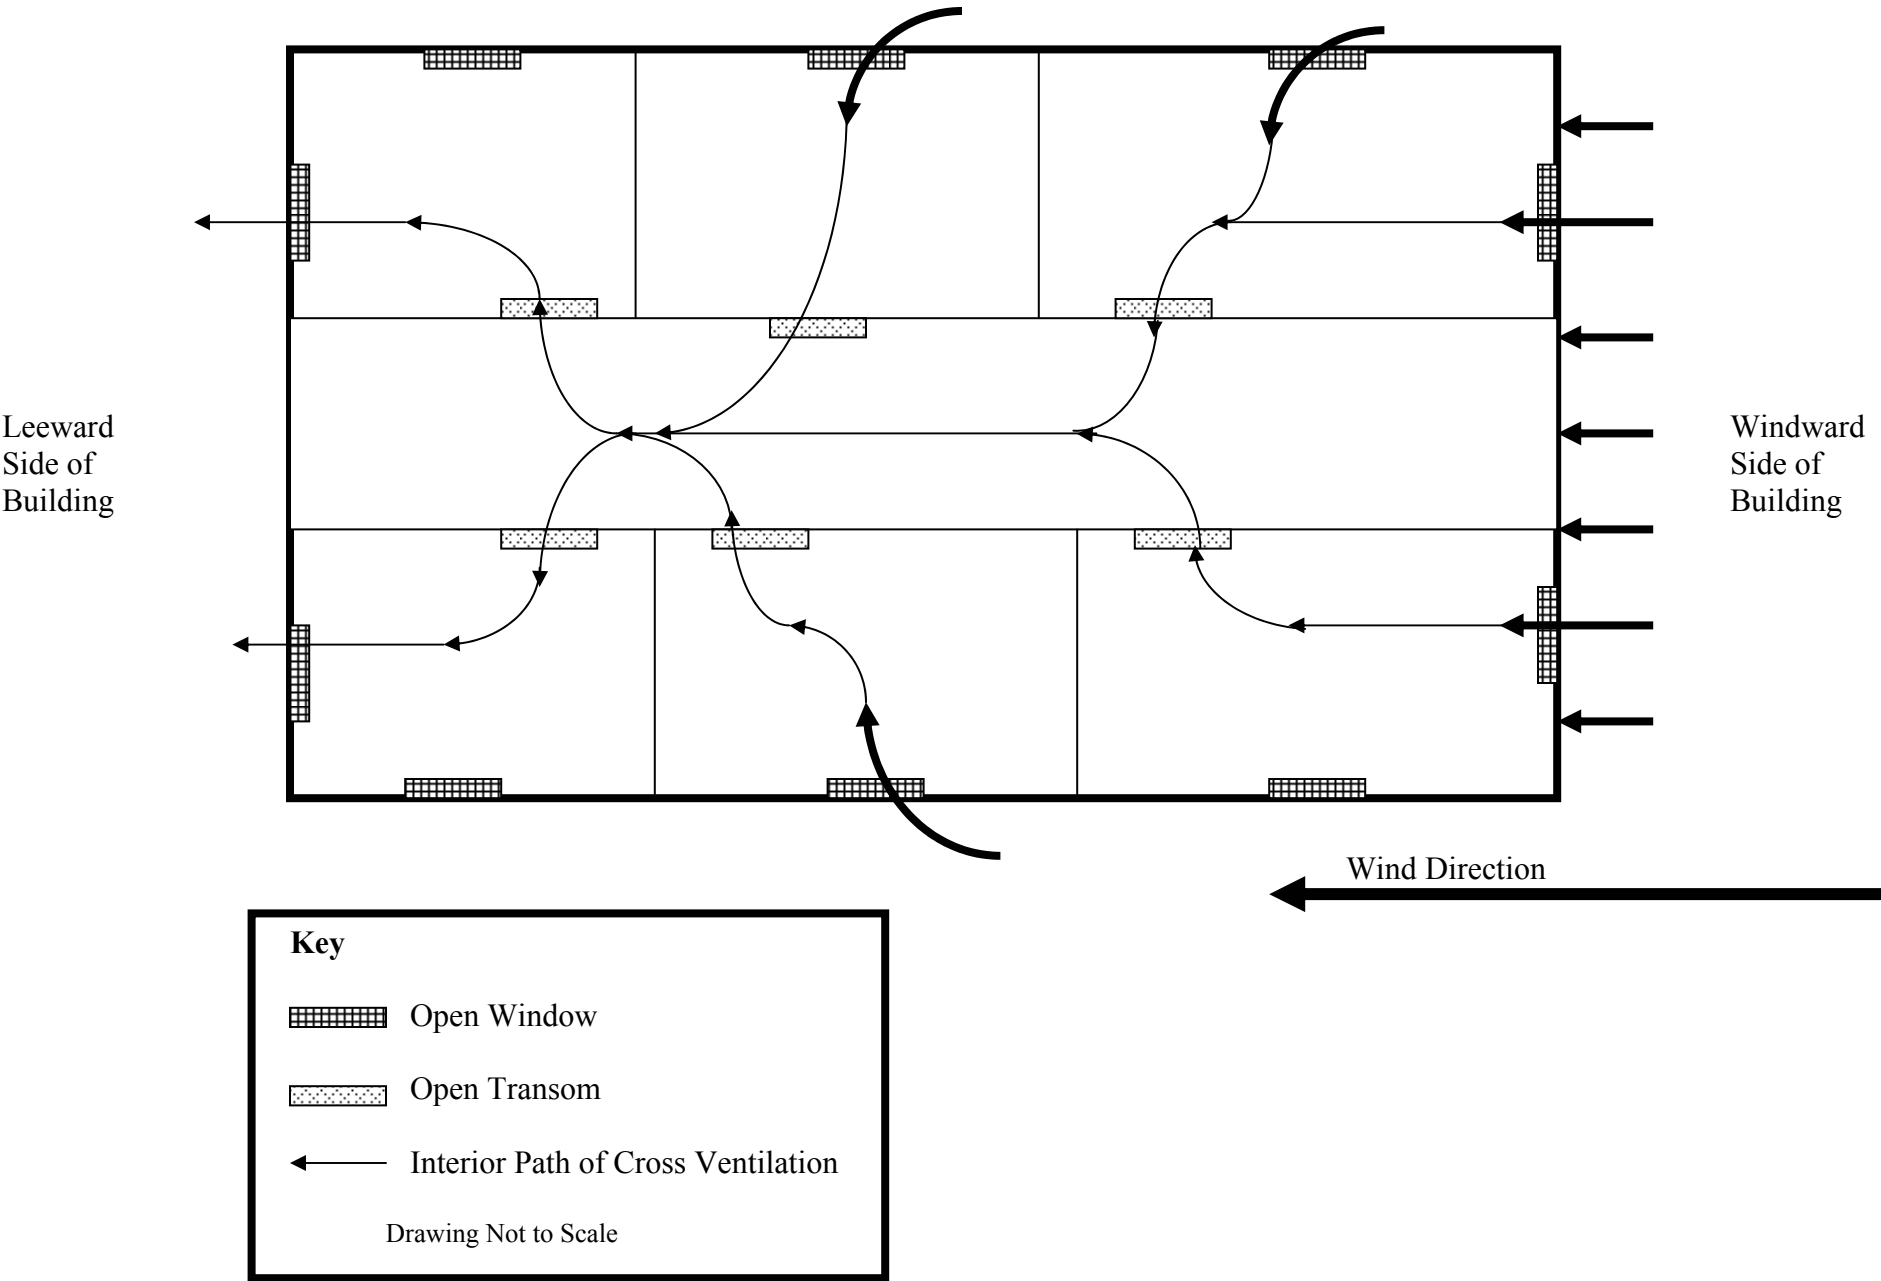 Leeward
Side of
Building
Windward
Side of
Building
Wind Direction
Key
Open Window
Open Transom
Interior Path of Cross Ventilation
Drawing Not to Scale